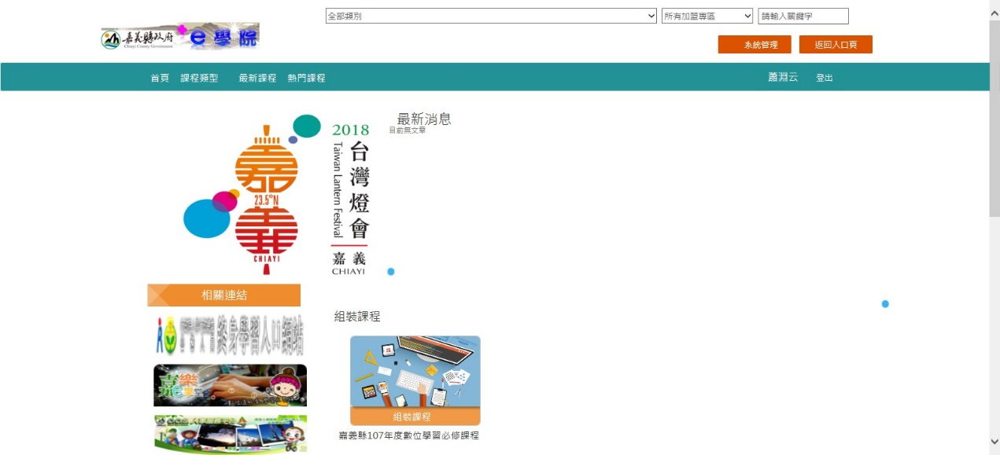 全部類別
所有加盟專區
請輸入關鍵字
嘉義縣政府
Chiayi County Government
e學院
系統管理
返回入口頁
首頁 課程類型 最新課程 熱門課程
蕭淵云 登出
最新消息
目前無文章
2018
台灣燈會
Taiwan Lantern Festival
嘉義
CHIAYI
嘉
23.5°N
義
CHIAYI
相關連結
終身學習入口網站
組裝課程
組裝課程
嘉義縣107年度數位學習必修課程